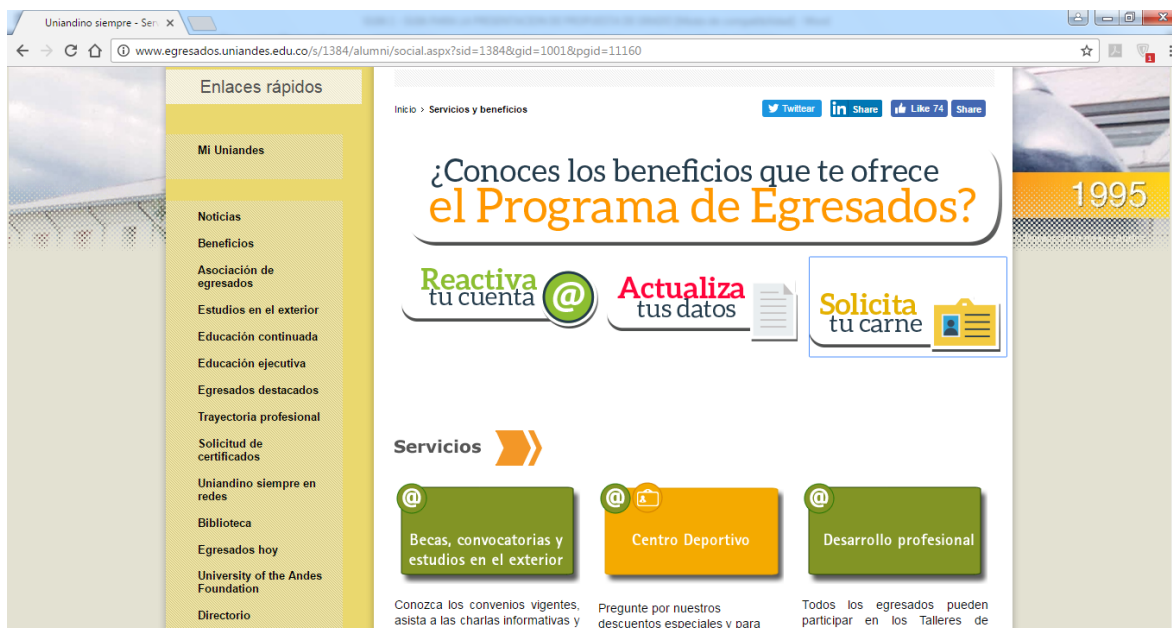 Uniandino siempre - Ser
www.egresados.uniandes.edu.co/s/1384/alumni/social.aspx?sid=1384&gid=1001&pgid=11160
1
Enlaces rápidos
Mi Uniandes
Noticias
Beneficios
Asociación de
egresados
Estudios en el exterior
Educación continuada
Educación ejecutiva
Egresados destacados
Trayectoria profesional
Solicitud de
certificados
Uniandino siempre en
redes
Biblioteca
Egresados hoy
University of the Andes
Foundation
Directorio
Inicio > Servicios y beneficios
Twittear
in Share
Like 74
Share
¿Conoces los beneficios que te ofrece
el Programa de Egresados?
Reactiva
tu cuenta @
Actualiza
tus datos
Solicita
tu carne
Servicios
@
Becas, convocatorias y
estudios en el exterior
Conozca los convenios vigentes,
asista a las charlas informativas y
@
Centro Deportivo
Pregunte por nuestros
descuentos especiales y para
@
Desarrollo profesional
Todos los egresados pueden
participar en los Talleres de
1995